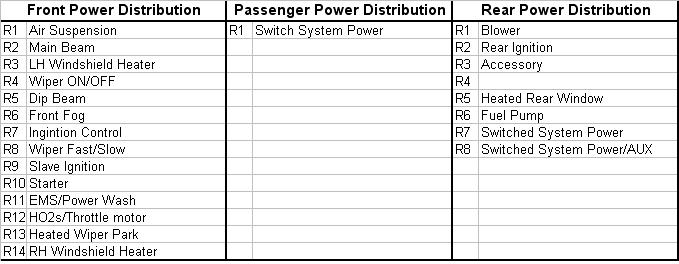 Front Power Distribution Passenger Power Distribution Rear Power Distribution
R1 Air Suspension R1 Switch System Power R1 Blower
R2 Main Beam R2 Rear Ignition
R3 LH Windshield Heater R3 Accessory
R4 Wiper ON/OFF R4
R5 Dip Beam R5 Heated Rear Window
R6 Front Fog R6 Fuel Pump
R7 Ingintion Control R7 Switched System Power
R8 Wiper Fast/Slow R8 Switched System Power/AUX
R9 Slave Ignition
R10 Starter
R11 EMS/Power Wash
R12 HO2s/Throttle motor
R13 Heated Wiper Park
R14 RH Windshield Heater